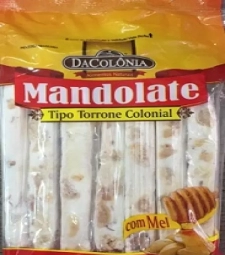 DaColônia
Mandolate
Tipo Torrone Colonial
com Mel